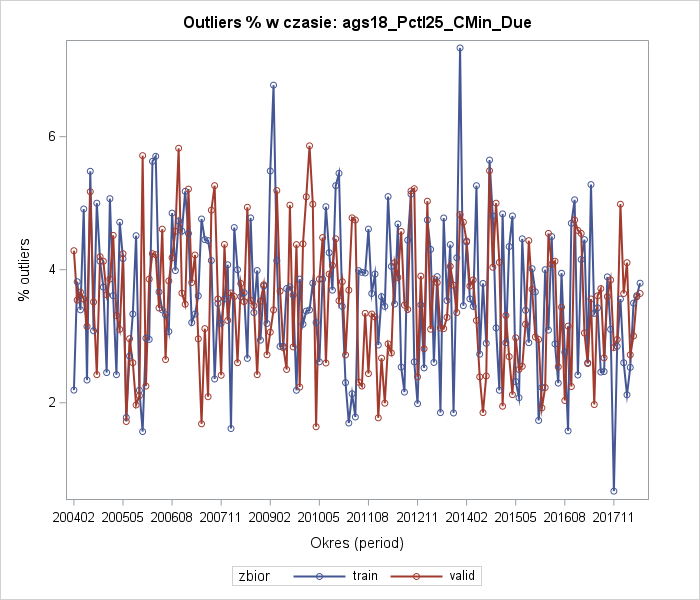 Outliers % w czasie: ags18_Pctl25_CMin_Due
% outliers
6
4
2
200402 200505 200608 200711 200902 201005 201108 201211 201402 201505 201608 201711
Okres (period)
zbior train valid